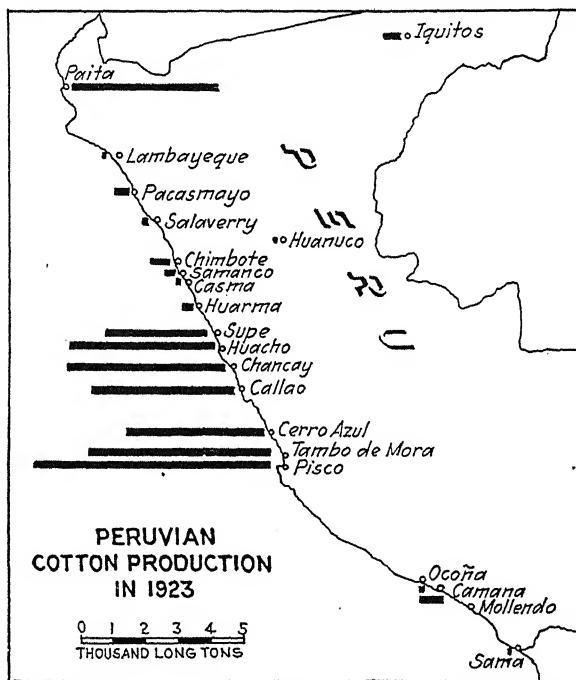 Iquitos
Paita
Lambayeque
Pacasmayo
Salaverry
Huanuco
Chimbote
Samanco
Casma
Huarma
Supe
Huacho
Chancay
Callao
Cerro Azul
Tambo de Mora
Pisco
PERU
Ocoña
Camana
Mollendo
Sama
PERUVIAN
COTTON PRODUCTION
IN 1923
0 1 2 3 4 5
THOUSAND LONG TONS